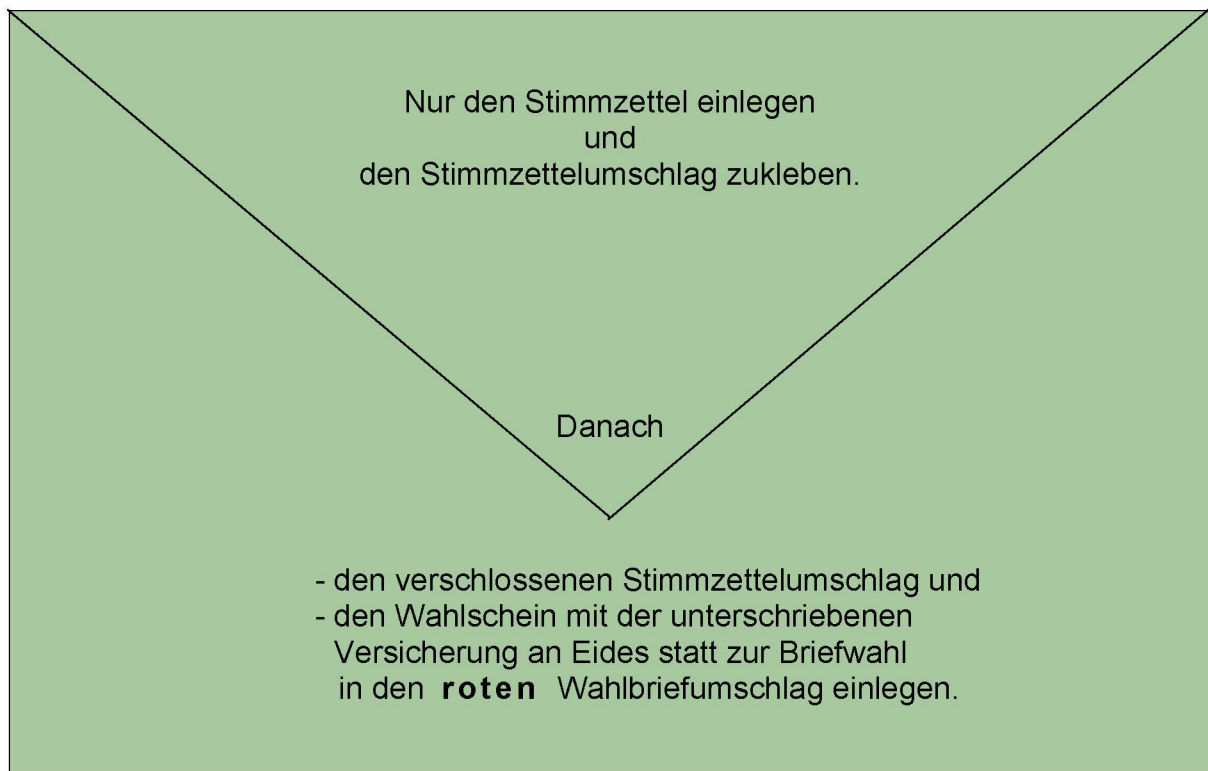 Nur den Stimmzettel einlegen
und
den Stimmzettelumschlag zukleben.
Danach
- den verschlossenen Stimmzettelumschlag und
- den Wahlschein mit der unterschriebenen
Versicherung an Eides statt zur Briefwahl
in den roten Wahlbriefumschlag einlegen.